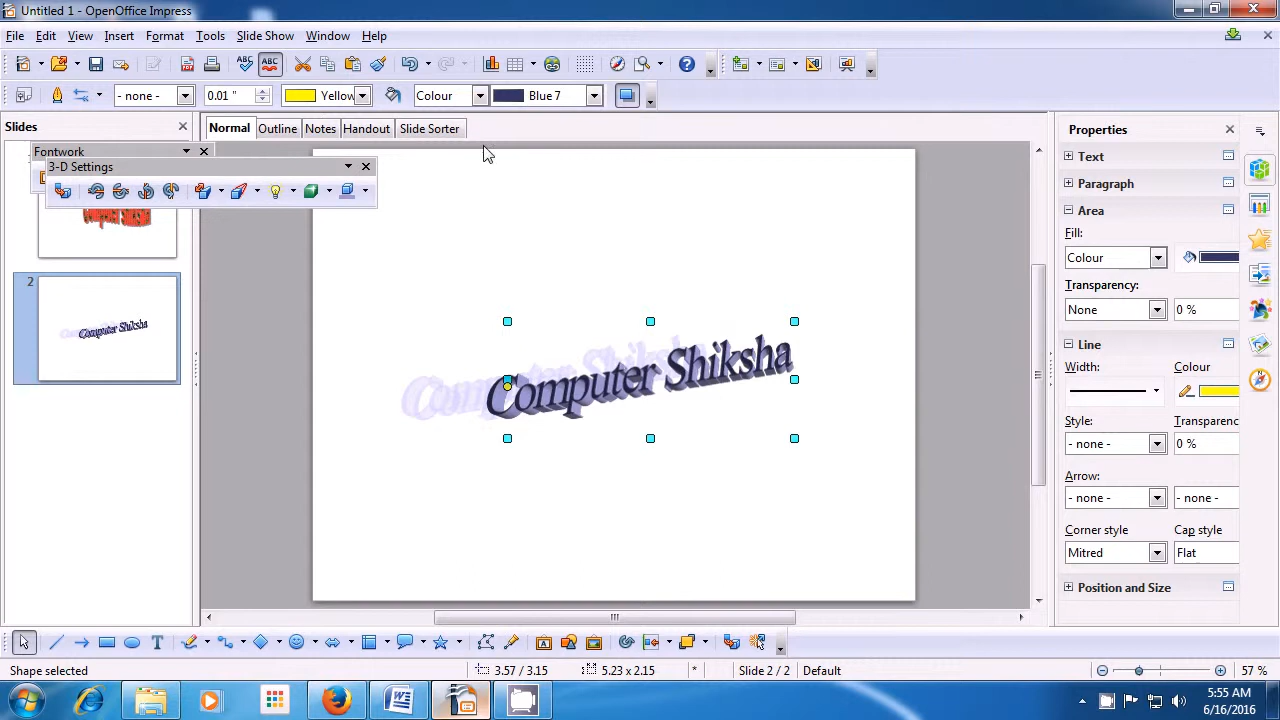 Untitled 1 - OpenOffice Impress
File Edit View Insert Format Tools Slide Show Window Help
- none - 0.01 " Yellow Colour Blue 7
Slides
Normal Outline Notes Handout Slide Sorter
Properties
Fontwork
3-D Settings
Text
Paragraph
Area
Fill:
Colour
Transparency:
None 0 %
Line
Width: Colour:
Style: Transparenc
- none - 0 %
Arrow:
- none - - none -
Corner style Cap style
Mitred Flat
Position and Size
2
Computer Shiksha
Computer Shiksha
Shape selected 3.57 / 3.15 5.23 x 2.15 * Slide 2 / 2 Default 57 %
5:55 AM
6/16/2016